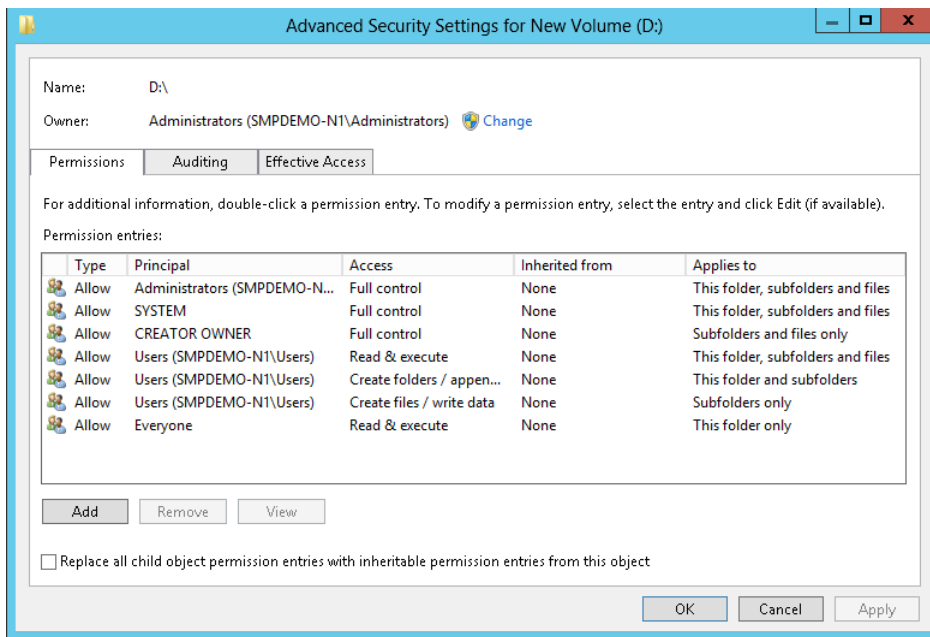 Advanced Security Settings for New Volume (D:)
Name: D:\
Owner: Administrators (SMPDEMO-N1\Administrators) Change
Permissions Auditing Effective Access
For additional information, double-click a permission entry. To modify a permission entry, select the entry and click Edit (if available).
Permission entries:
Type Principal Access Inherited from Applies to
Allow Administrators (SMPDEMO-N... Full control None This folder, subfolders and files
Allow SYSTEM Full control None This folder, subfolders and files
Allow CREATOR OWNER Full control None Subfolders and files only
Allow Users (SMPDEMO-N1\Users) Read & execute None This folder, subfolders and files
Allow Users (SMPDEMO-N1\Users) Create folders / appen... None This folder and subfolders
Allow Users (SMPDEMO-N1\Users) Create files / write data None Subfolders only
Allow Everyone Read & execute None This folder only
Add Remove View
Replace all child object permission entries with inheritable permission entries from this object
OK Cancel Apply